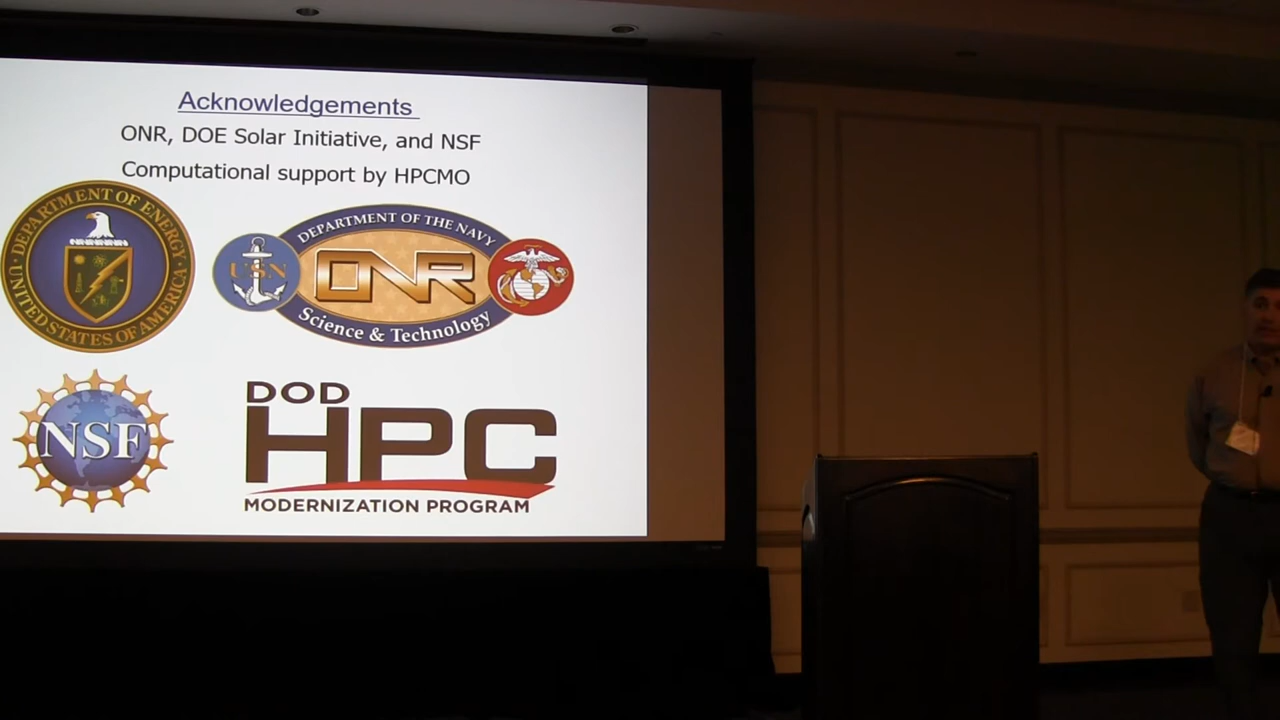 Acknowledgements
ONR, DOE Solar Initiative, and NSF
Computational support by HPCMO
DEPARTMENT OF ENERGY
UNITED STATES OF AMERICA
DEPARTMENT OF THE NAVY
USN
ONR
Science & Technology
NSF
DOD
HPC
MODERNIZATION PROGRAM